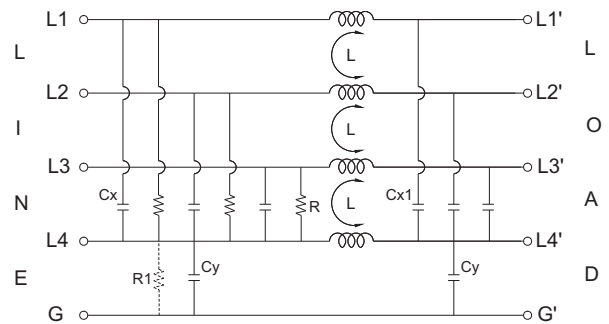 L1 L1'
L L L
L2 L2'
I L O
L3 L3'
Cx R Cx1
N L A
L4 L4'
R1 Cy Cy
E D
G G'